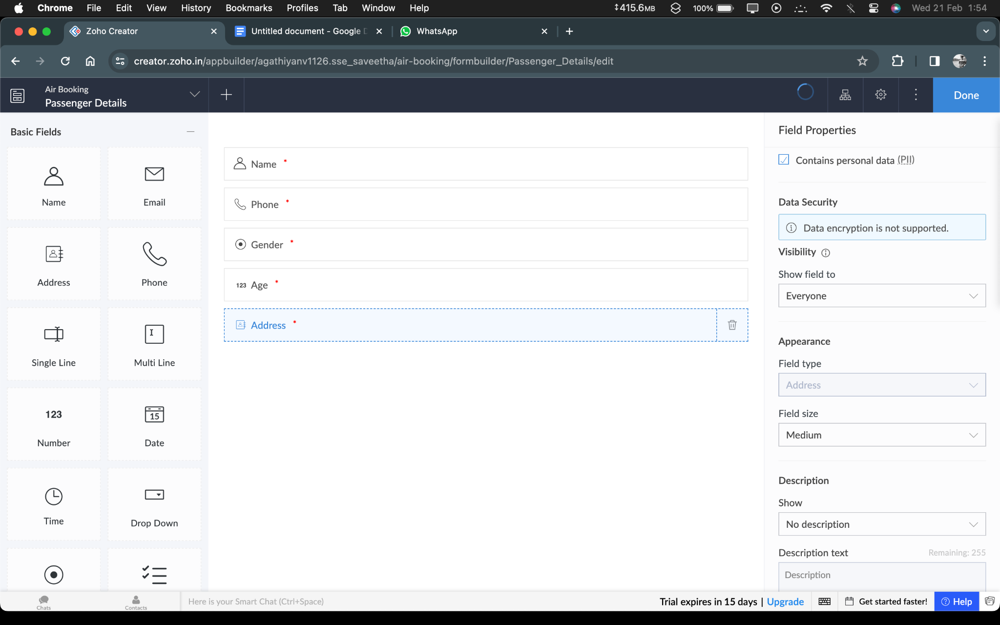 Chrome File Edit View History Bookmarks Profiles Tab Window Help 415.6MB 100% Wed 21 Feb 1:54
Zoho Creator Untitled document - Google WhatsApp
creator.zoho.in/appbuilder/agathiyanv1126.sse_saveetha/air-booking/formbuilder/Passenger_Details/edit
Air Booking
Passenger Details
Done
Basic Fields
Name Email
Address Phone
Single Line Multi Line
123
15
Number Date
Time Drop Down
Name *
Phone *
Gender *
123 Age *
Address *
Field Properties
Contains personal data (PII)
Data Security
Data encryption is not supported.
Visibility
Show field to
Everyone
Appearance
Field type
Address
Field size
Medium
Description
Show
No description
Description text Remaining: 255
Description
Chats Contacts Here is your Smart Chat (Ctrl+Space) Trial expires in 15 days | Upgrade Get started faster! Help